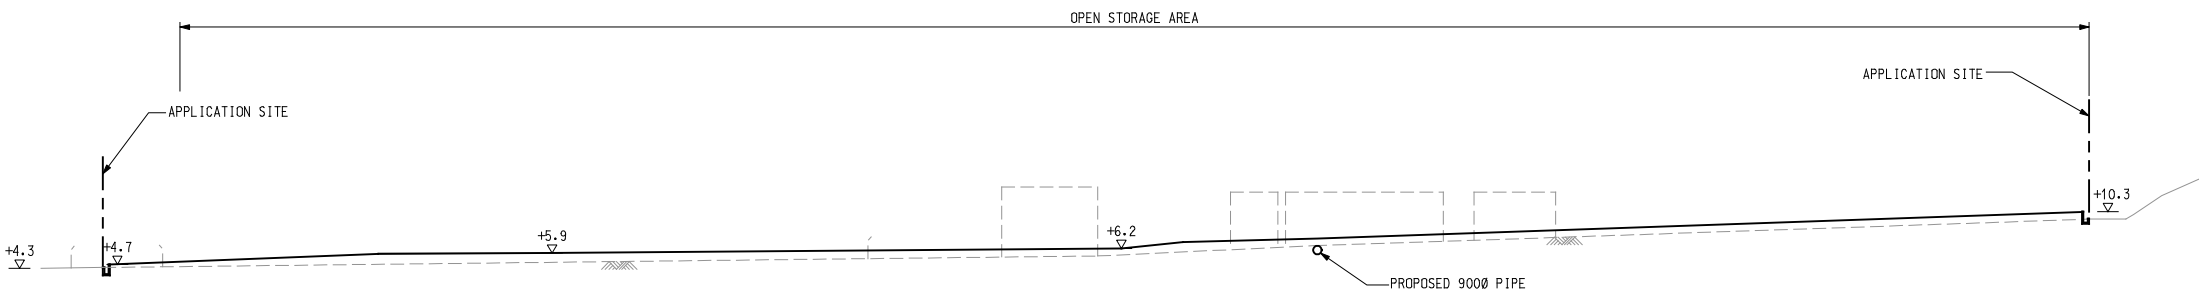 OPEN STORAGE AREA
APPLICATION SITE
APPLICATION SITE
+10.3
+5.9
+6.2
+4.3
+4.7
PROPOSED 900Ø PIPE